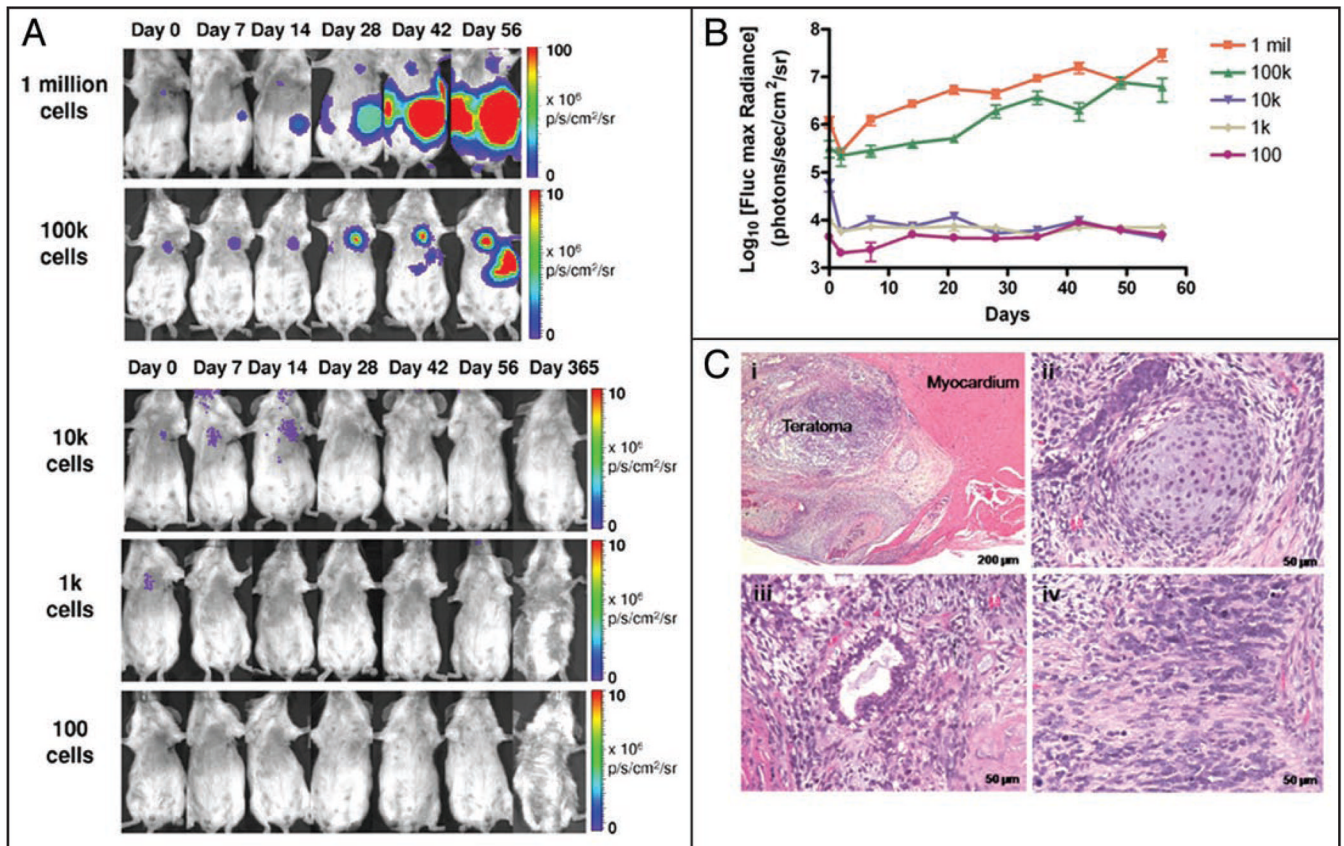 A
Day 0 Day 7 Day 14 Day 28 Day 42 Day 56
1 million
cells
100
x 10⁶
p/s/cm²/sr
0
100k
cells
10
x 10⁶
p/s/cm²/sr
0
Day 0 Day 7 Day 14 Day 28 Day 42 Day 56 Day 365
10k
cells
10
x 10⁶
p/s/cm²/sr
0
1k
cells
10
x 10⁶
p/s/cm²/sr
0
100
cells
10
x 10⁶
p/s/cm²/sr
0
B
Log₁₀ [Fluc max Radiance]
(photons/sec/cm²/sr)
8
7
6
5
4
3
0 10 20 30 40 50 60
Days
1 mil
100k
10k
1k
100
C
i
Myocardium
Teratoma
200 µm
ii
50 µm
iii
50 µm
iv
50 µm